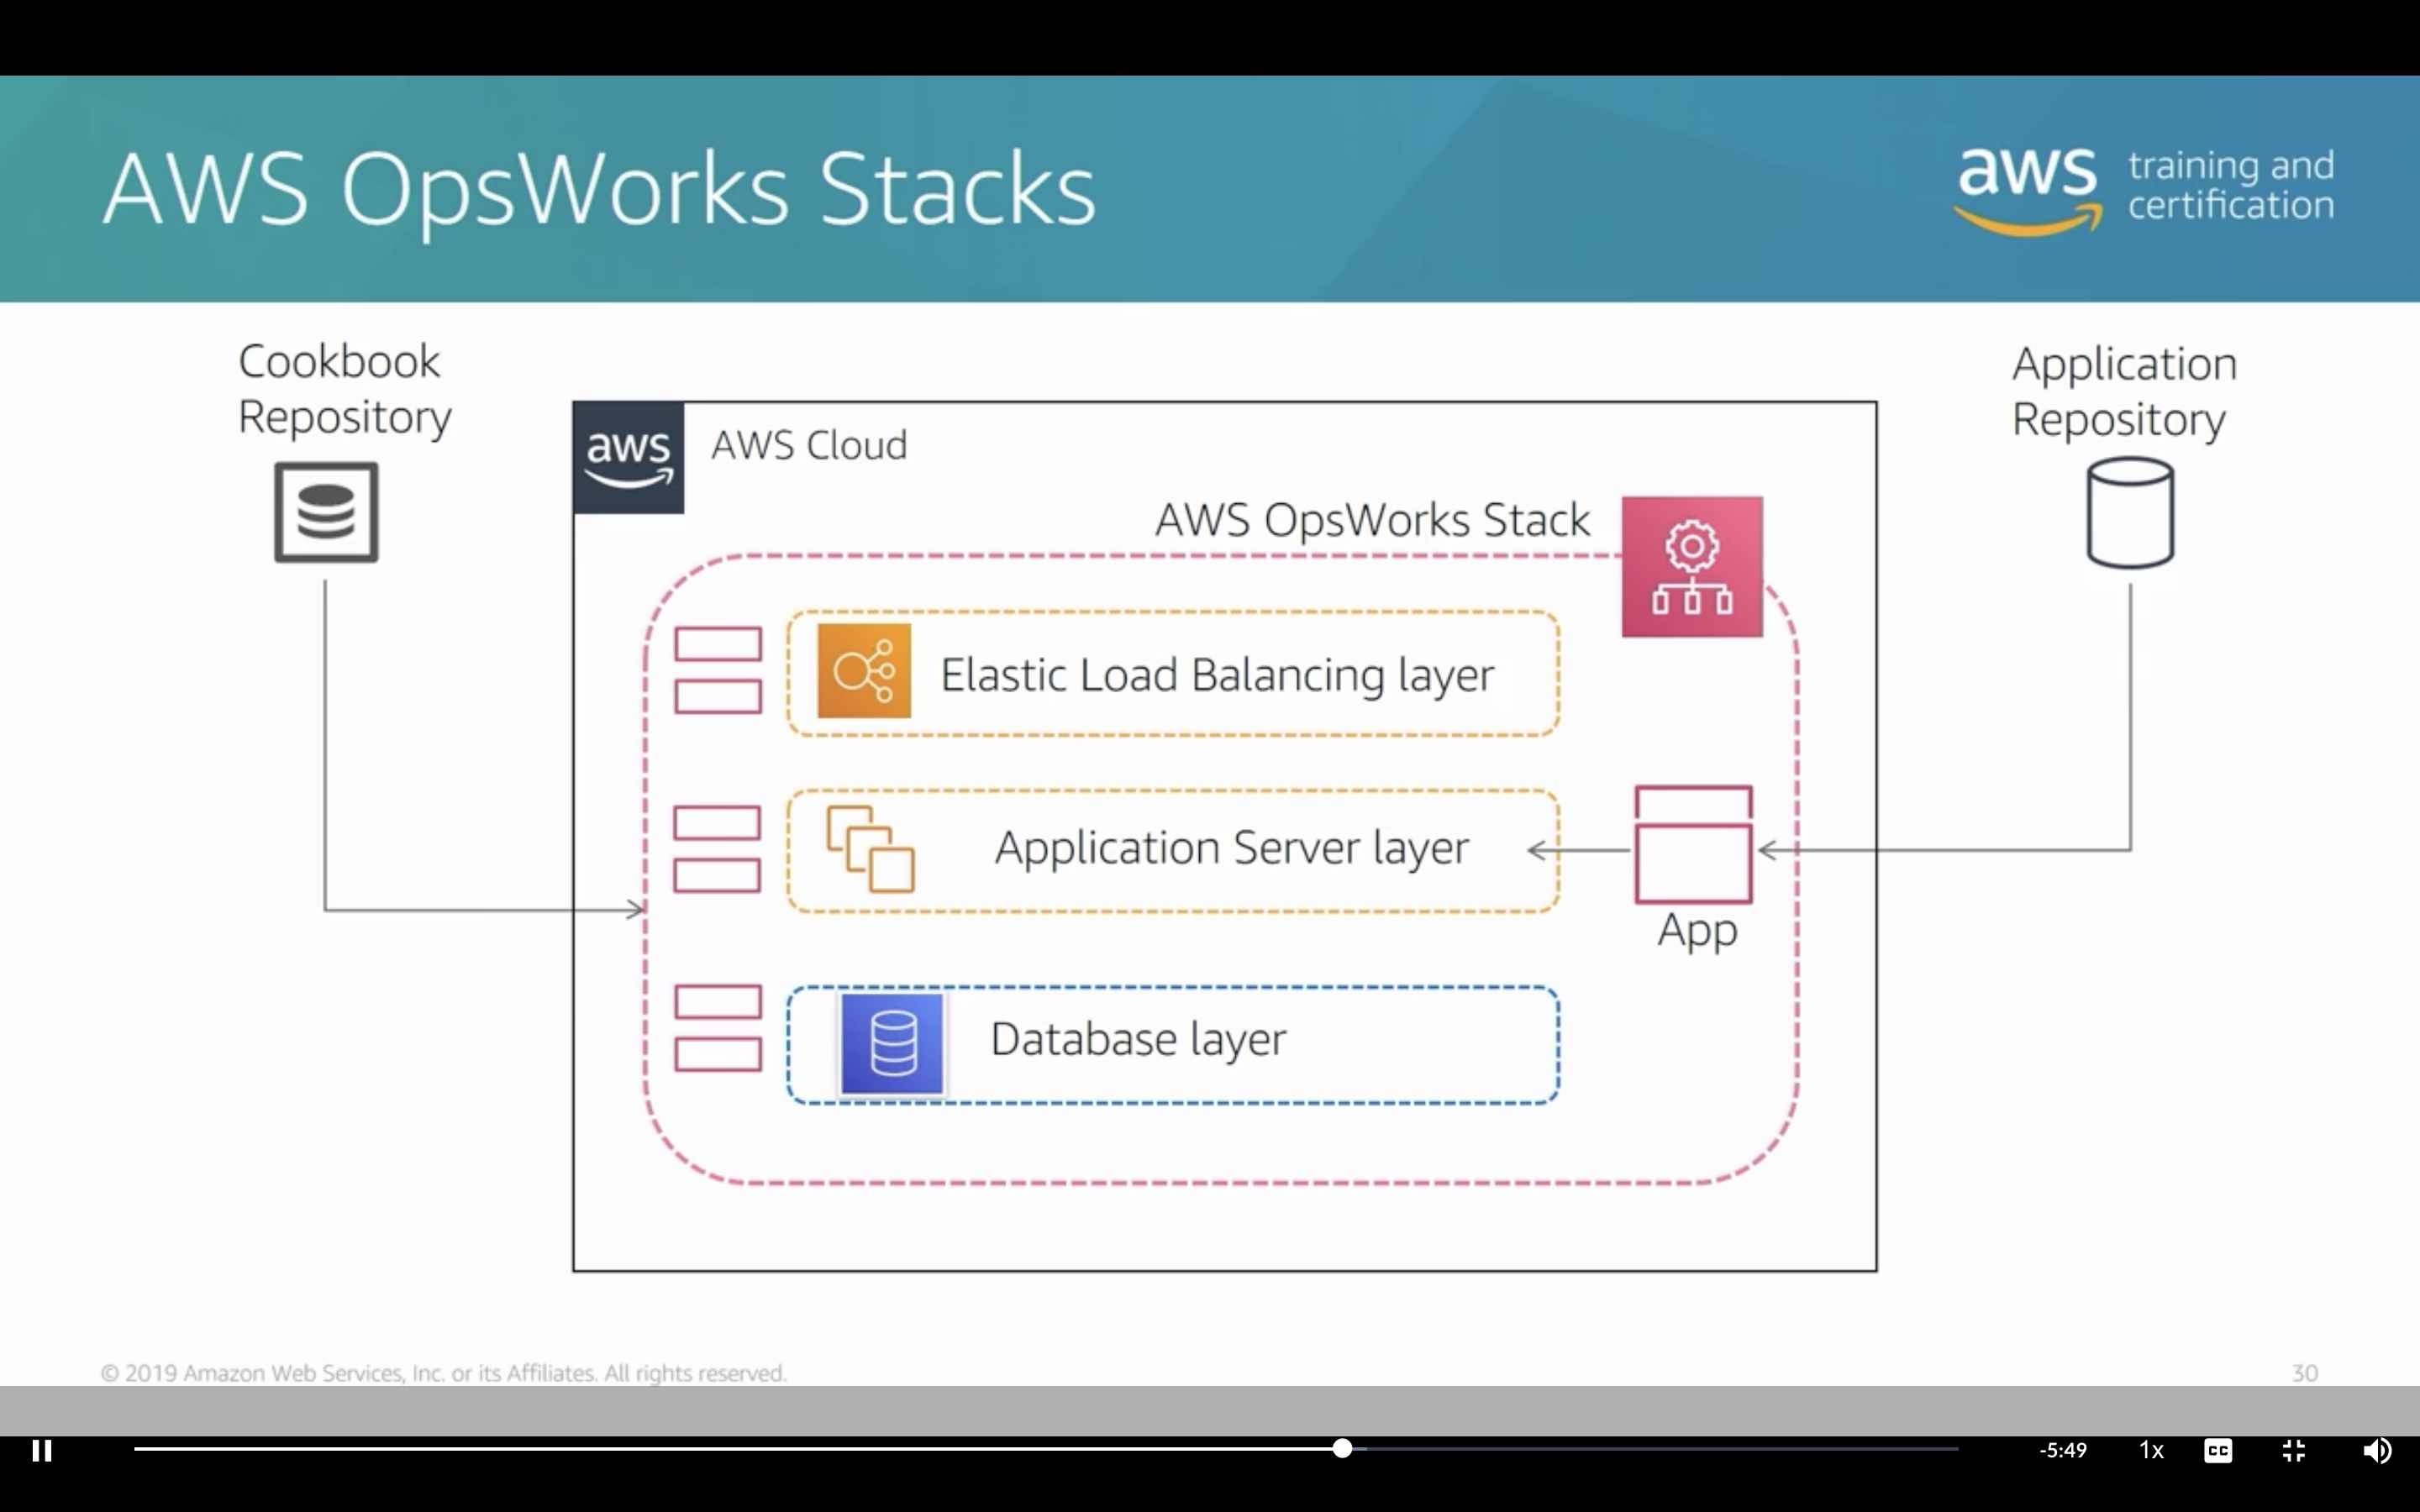 AWS OpsWorks Stacks
aws training and
certification
Cookbook
Repository
Application
Repository
aws
AWS Cloud
AWS OpsWorks Stack
Elastic Load Balancing layer
Application Server layer
App
Database layer
© 2019 Amazon Web Services, Inc. or its Affiliates. All rights reserved.
30
-5:49
1x
CC